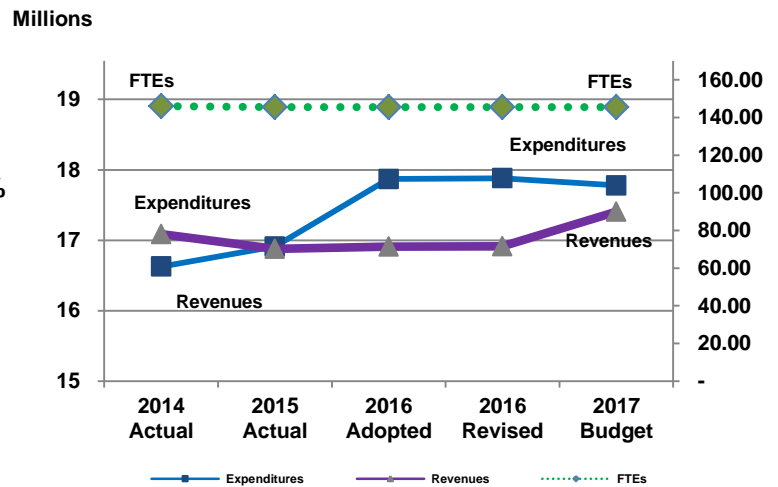 Millions
FTEs FTEs
19 160.00
140.00
Expenditures
18 120.00
%
100.00
Expenditures
17 80.00
Revenues
60.00
Revenues
16 40.00
20.00
15 -
2014 2015 2016 2016 2017
Actual Actual Adopted Revised Budget
Expenditures Revenues FTEs